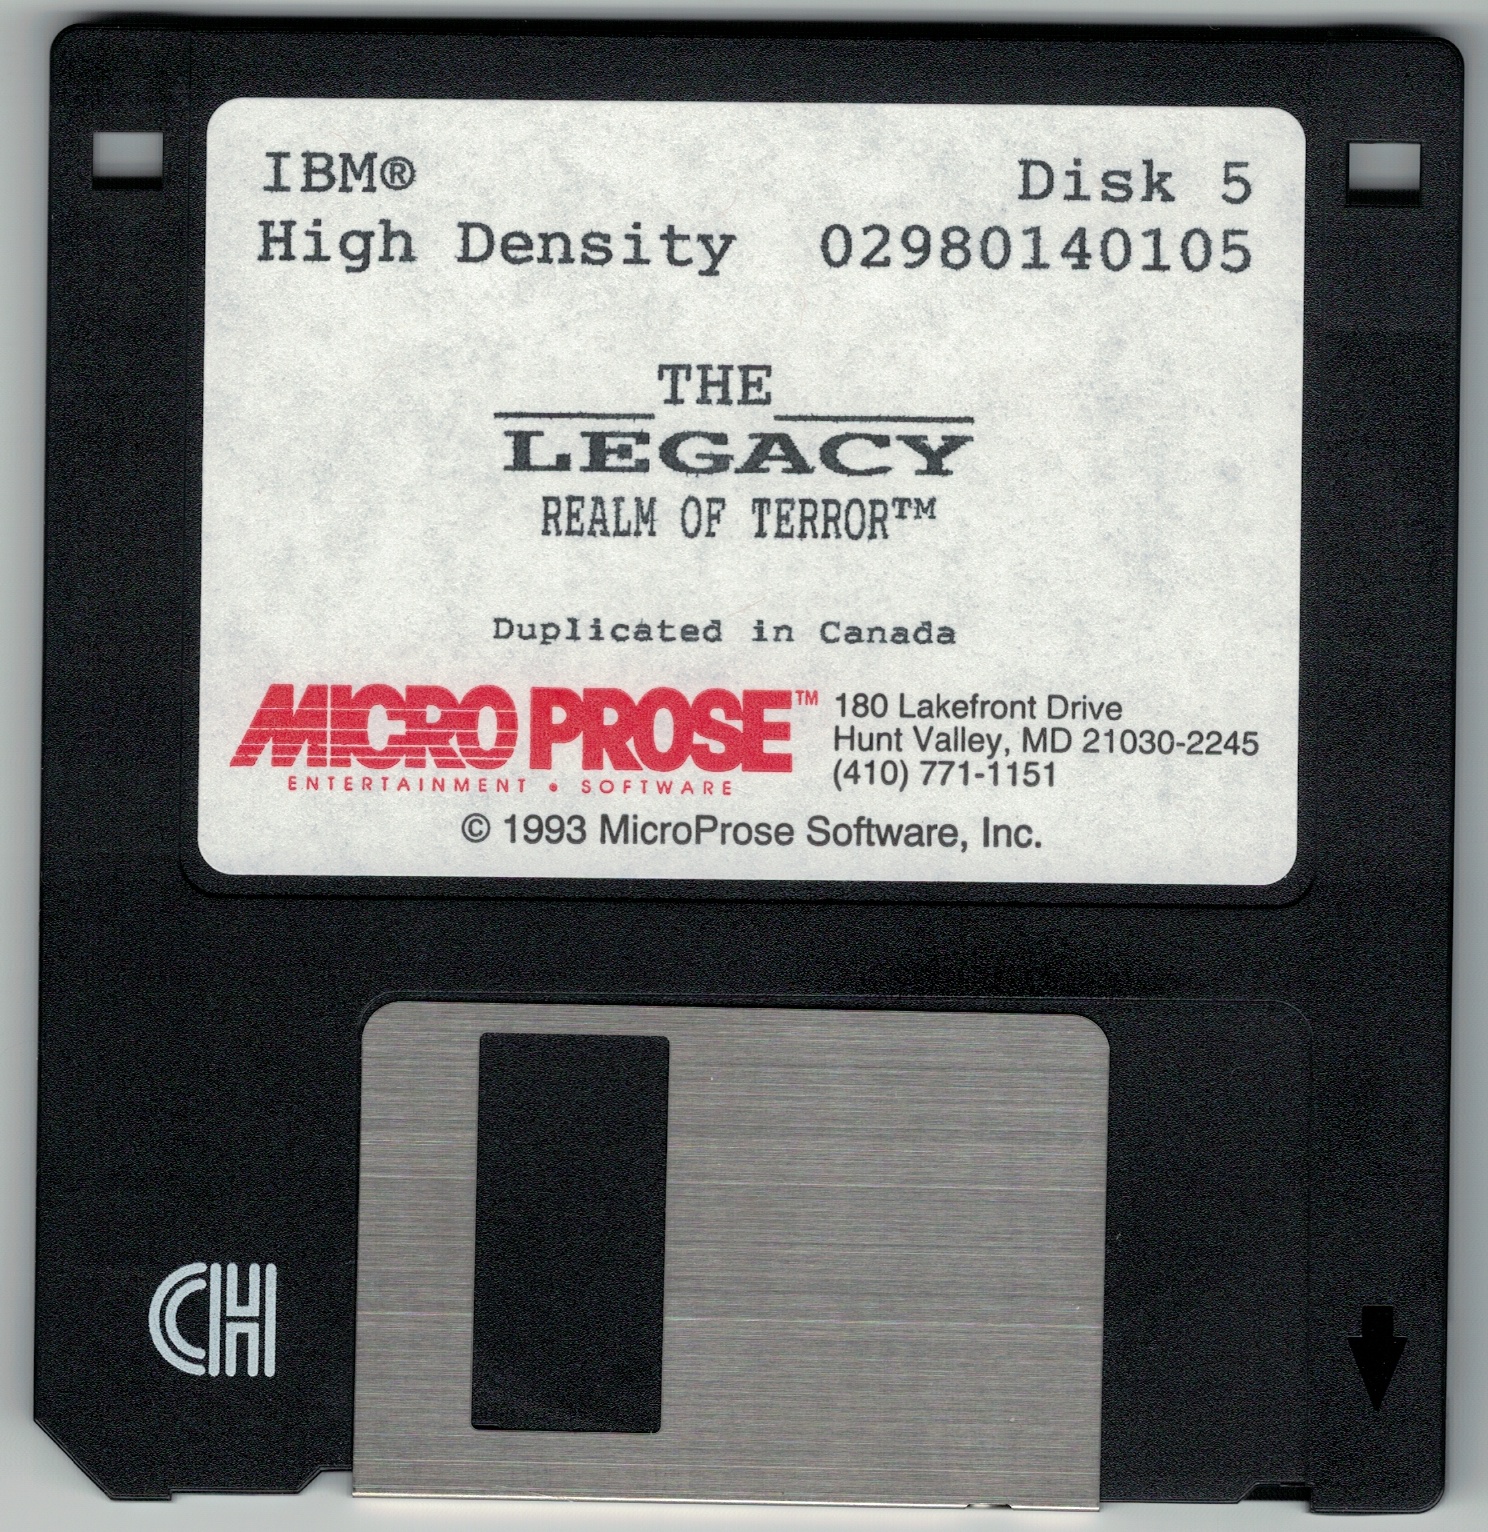 IBM® Disk 5
High Density 02980140105
THE
LEGACY
REALM OF TERROR™
Duplicated in Canada
MICRO PROSE™
ENTERTAINMENT • SOFTWARE
180 Lakefront Drive
Hunt Valley, MD 21030-2245
(410) 771-1151
© 1993 MicroProse Software, Inc.
CH